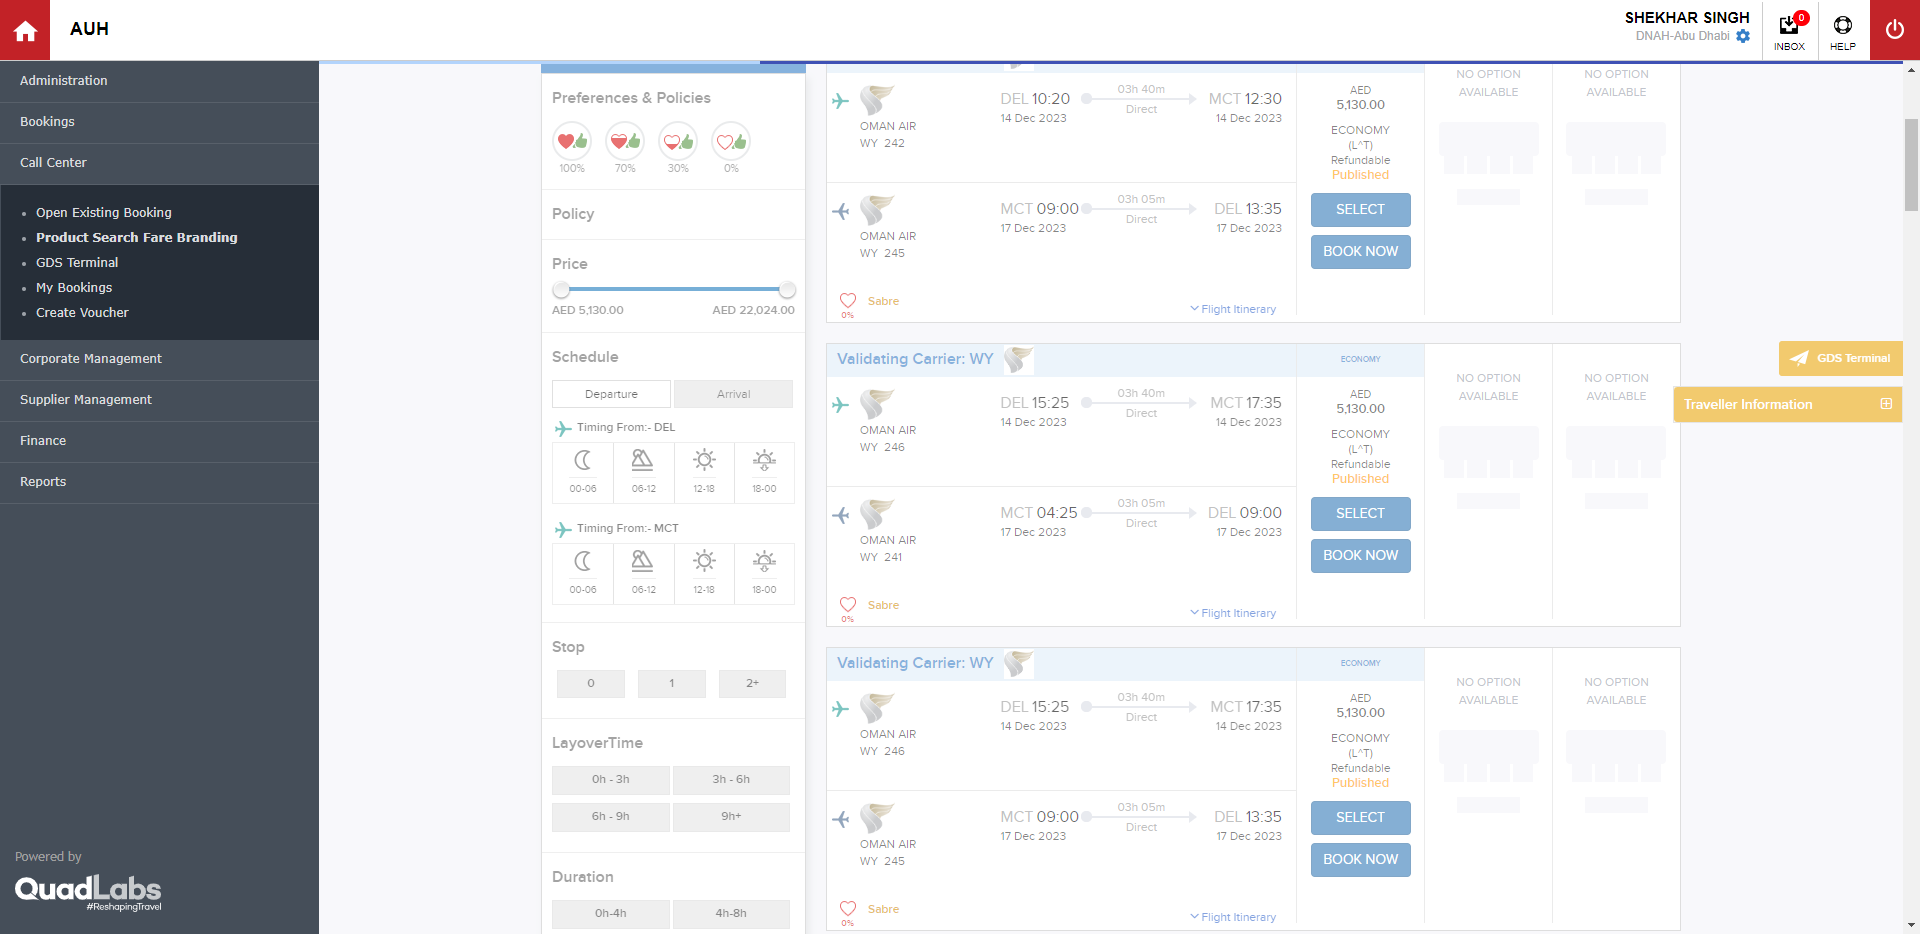 AUH
SHEKHAR SINGH
DNAH-Abu Dhabi
0
INBOX
HELP
Administration
Bookings
Call Center
Open Existing Booking
Product Search Fare Branding
GDS Terminal
My Bookings
Create Voucher
Corporate Management
Supplier Management
Finance
Reports
Powered by
QuadLabs
#ReshapingTravel
Preferences & Policies
100% 70% 30% 0%
Policy
Price
AED 5,130.00 AED 22,024.00
Schedule
Departure Arrival
Timing From:- DEL
00-06 06-12 12-18 18-00
Timing From:- MCT
00-06 06-12 12-18 18-00
Stop
0 1 2+
LayoverTime
0h - 3h 3h - 6h
6h - 9h 9h+
Duration
0h-4h 4h-8h
OMAN AIR
WY 242
DEL 10:20
14 Dec 2023
03h 40m
Direct
MCT 12:30
14 Dec 2023
OMAN AIR
WY 245
MCT 09:00
17 Dec 2023
03h 05m
Direct
DEL 13:35
17 Dec 2023
0%
Sabre
Flight Itinerary
AED
5,130.00
ECONOMY
(L^T)
Refundable
Published
SELECT
BOOK NOW
NO OPTION
AVAILABLE
NO OPTION
AVAILABLE
Validating Carrier: WY
ECONOMY
OMAN AIR
WY 246
DEL 15:25
14 Dec 2023
03h 40m
Direct
MCT 17:35
14 Dec 2023
OMAN AIR
WY 241
MCT 04:25
17 Dec 2023
03h 05m
Direct
DEL 09:00
17 Dec 2023
0%
Sabre
Flight Itinerary
AED
5,130.00
ECONOMY
(L^T)
Refundable
Published
SELECT
BOOK NOW
NO OPTION
AVAILABLE
NO OPTION
AVAILABLE
Validating Carrier: WY
ECONOMY
OMAN AIR
WY 246
DEL 15:25
14 Dec 2023
03h 40m
Direct
MCT 17:35
14 Dec 2023
OMAN AIR
WY 245
MCT 09:00
17 Dec 2023
03h 05m
Direct
DEL 13:35
17 Dec 2023
0%
Sabre
Flight Itinerary
AED
5,130.00
ECONOMY
(L^T)
Refundable
Published
SELECT
BOOK NOW
NO OPTION
AVAILABLE
NO OPTION
AVAILABLE
GDS Terminal
Traveller Information